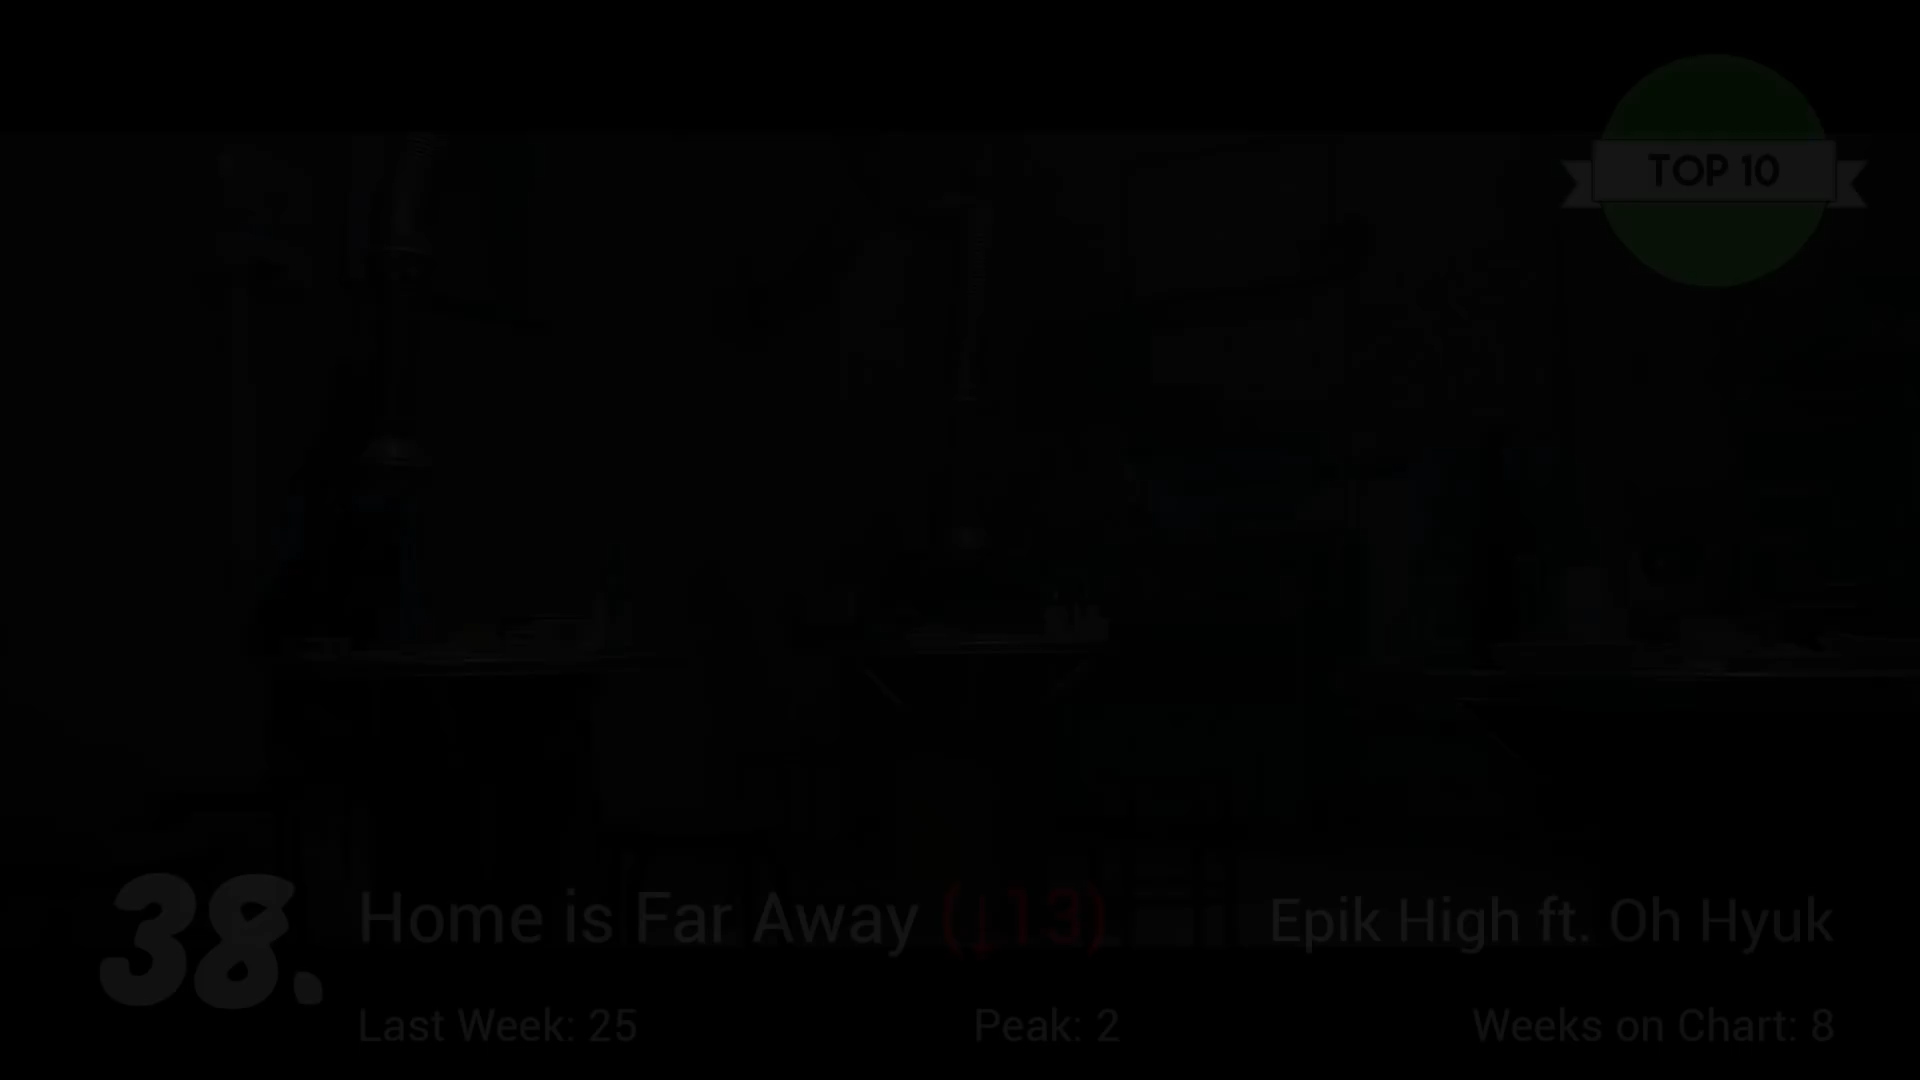 TOP 10
38. Home is Far Away (↓13) Epik High ft. Oh Hyuk
Last Week: 25 Peak: 2 Weeks on Chart: 8